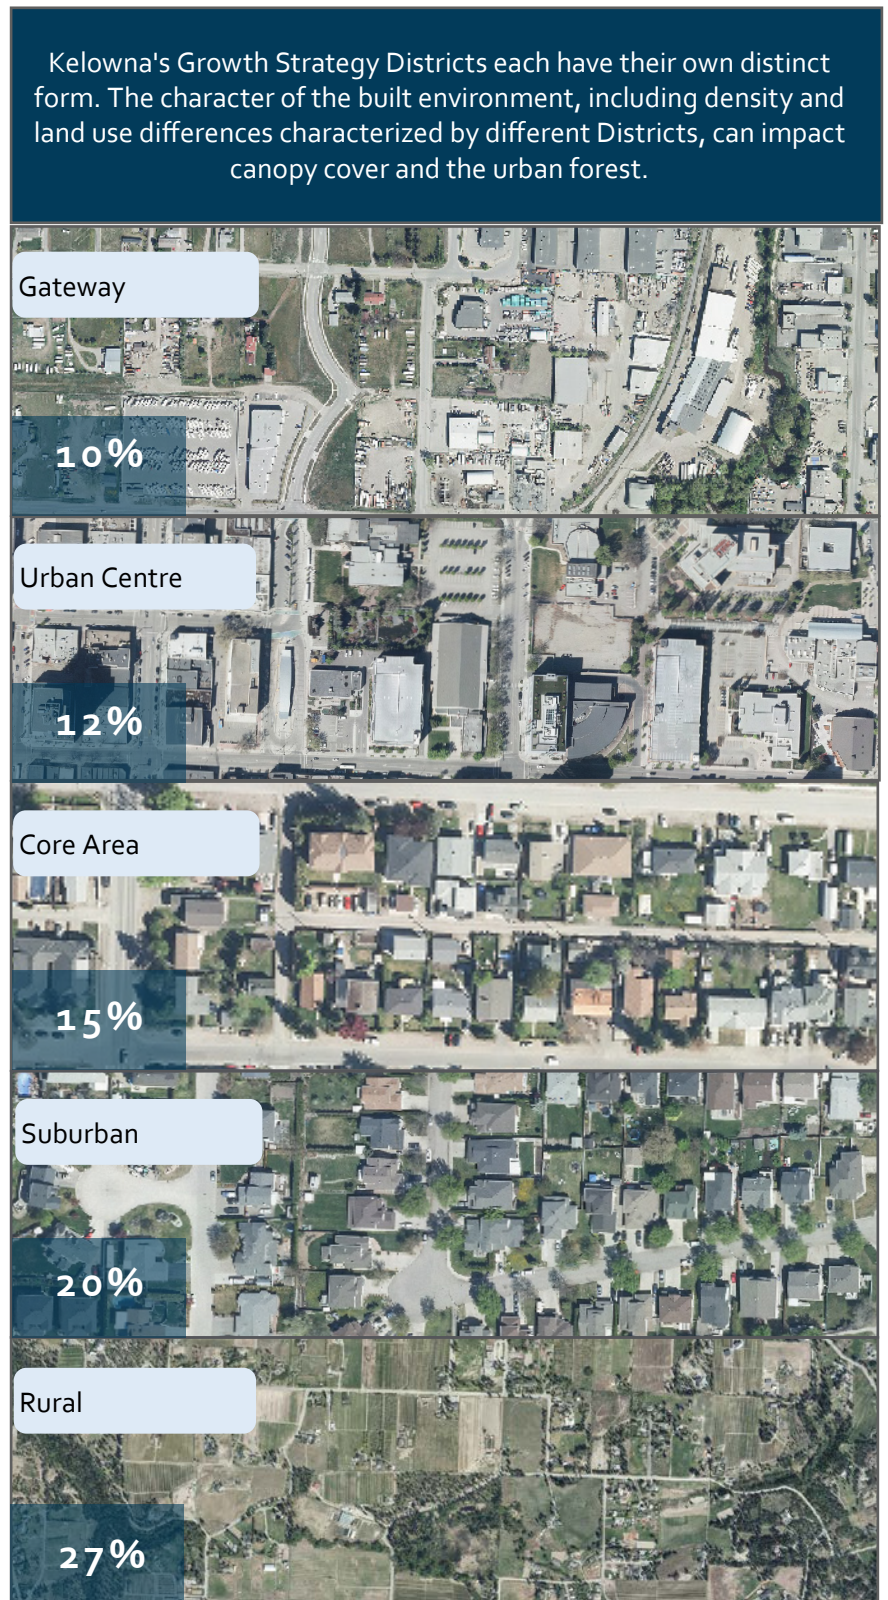 Kelowna's Growth Strategy Districts each have their own distinct
form. The character of the built environment, including density and
land use differences characterized by different Districts, can impact
canopy cover and the urban forest.
Gateway
10%
Urban Centre
12%
Core Area
15%
Suburban
20%
Rural
27%